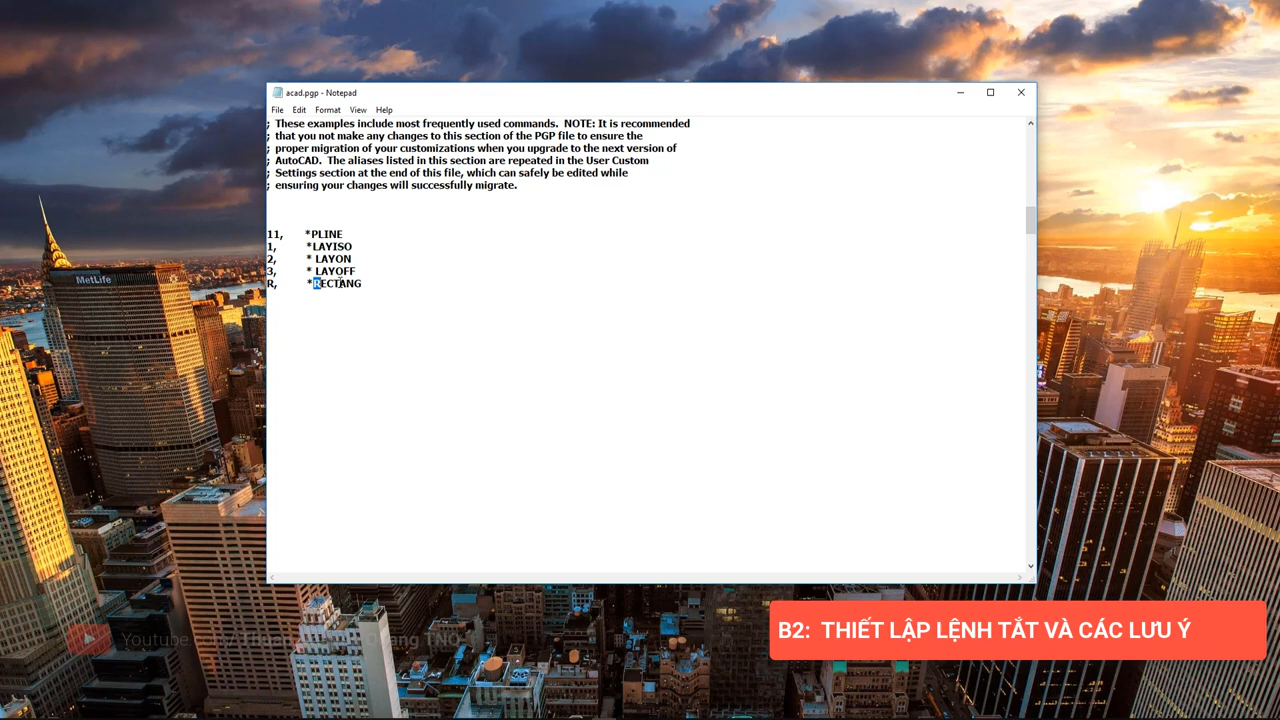 acad.pgp - Notepad
File Edit Format View Help
; These examples include most frequently used commands. NOTE: It is recommended
; that you not make any changes to this section of the PGP file to ensure the
; proper migration of your customizations when you upgrade to the next version of
; AutoCAD. The aliases listed in this section are repeated in the User Custom
; Settings section at the end of this file, which can safely be edited while
; ensuring your changes will successfully migrate.
11, *PLINE
1, *LAYISO
2, * LAYON
3, * LAYOFF
R, *RECTANG
MetLife
B2: THIẾT LẬP LỆNH TẮT VÀ CÁC LƯU Ý